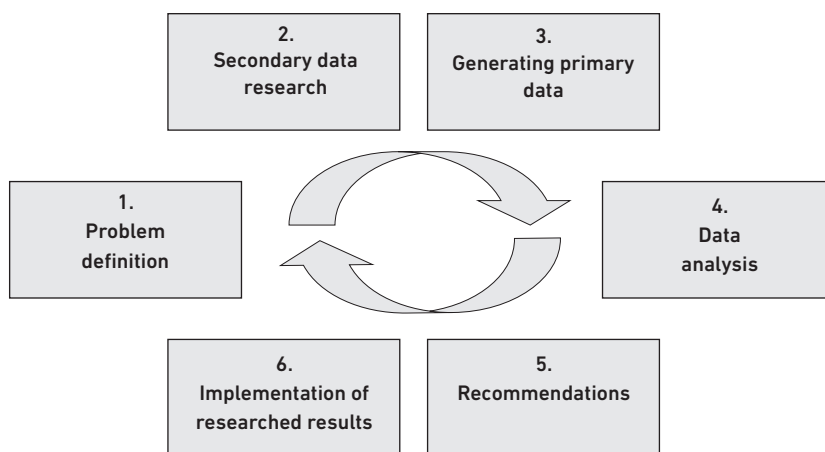 1.
Problem
definition
2.
Secondary data
research
3.
Generating primary
data
4.
Data
analysis
5.
Recommendations
6.
Implementation of
researched results